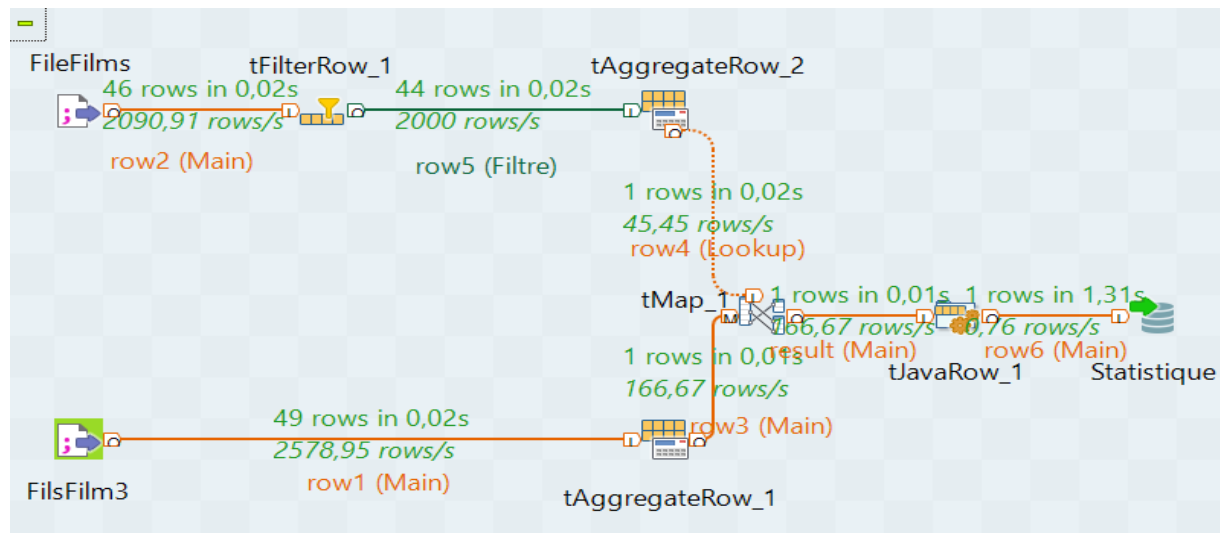 FileFilms
tFilterRow_1
tAggregateRow_2
46 rows in 0,02s
44 rows in 0,02s
2090,91 rows/s
2000 rows/s
row2 (Main)
row5 (Filtre)
1 rows in 0,02s
45,45 rows/s
row4 (Lookup)
tMap_1
1 rows in 0,01s
1 rows in 1,31s
166,67 rows/s
0,76 rows/s
result (Main)
row6 (Main)
1 rows in 0,01s
166,67 rows/s
tJavaRow_1
Statistique
49 rows in 0,02s
row3 (Main)
2578,95 rows/s
row1 (Main)
FilsFilm3
tAggregateRow_1